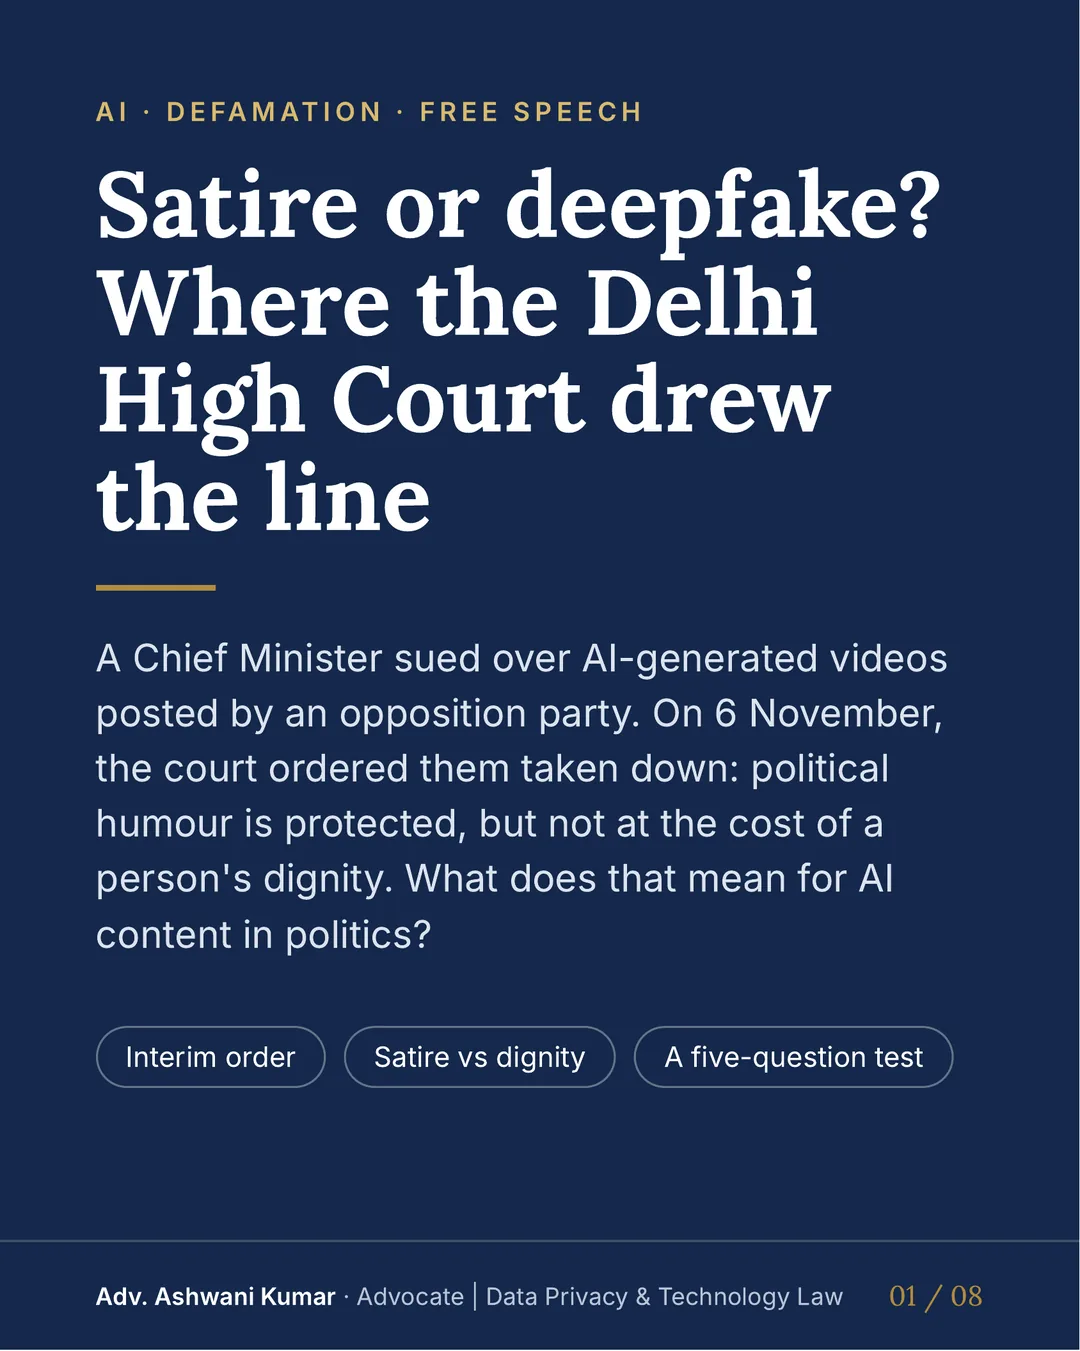 AI · DEFAMATION · FREE SPEECH
Satire or deepfake?
Where the Delhi
High Court drew
the line
A Chief Minister sued over AI-generated videos
posted by an opposition party. On 6 November,
the court ordered them taken down: political
humour is protected, but not at the cost of a
person's dignity. What does that mean for AI
content in politics?
Interim order
Satire vs dignity
A five-question test
Adv. Ashwani Kumar · Advocate | Data Privacy & Technology Law
01 / 08